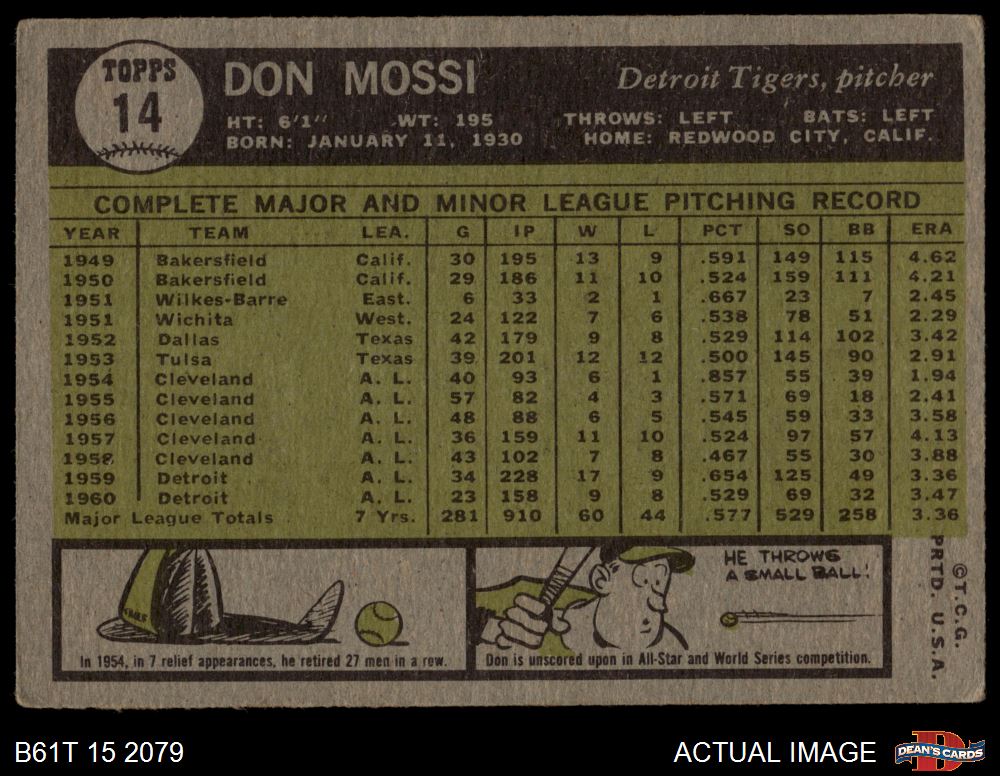 TOPPS
14
DON MOSSI
Detroit Tigers, pitcher
HT: 6'1" WT: 195 THROWS: LEFT BATS: LEFT
BORN: JANUARY 11, 1930 HOME: REDWOOD CITY, CALIF.
COMPLETE MAJOR AND MINOR LEAGUE PITCHING RECORD
YEAR TEAM LEA. G IP W L PCT SO BB ERA
1949 Bakersfield Calif. 30 195 13 9 .591 149 115 4.62
1950 Bakersfield Calif. 29 186 11 10 .524 159 111 4.21
1951 Wilkes-Barre East. 6 33 2 1 .667 23 7 2.45
1951 Wichita West. 24 122 7 6 .538 78 51 2.29
1952 Dallas Texas 42 179 9 8 .529 114 102 3.42
1953 Tulsa Texas 39 201 12 12 .500 145 90 2.91
1954 Cleveland A. L. 40 93 6 1 .857 55 39 1.94
1955 Cleveland A. L. 57 82 4 3 .571 69 18 2.41
1956 Cleveland A. L. 48 88 6 5 .545 59 33 3.58
1957 Cleveland A. L. 36 159 11 10 .524 97 57 4.13
1958 Cleveland A. L. 43 102 7 8 .467 55 30 3.88
1959 Detroit A. L. 34 228 17 9 .654 125 49 3.36
1960 Detroit A. L. 23 158 9 8 .529 69 32 3.47
Major League Totals 7 Yrs. 281 910 60 44 .577 529 258 3.36
HE THROWS
A SMALL BALL!
In 1954, in 7 relief appearances, he retired 27 men in a row.
Don is unscored upon in All-Star and World Series competition.
©T.C.G.
PRTD. U.S.A.
B61T 15 2079
ACTUAL IMAGE
DEAN'S CARDS